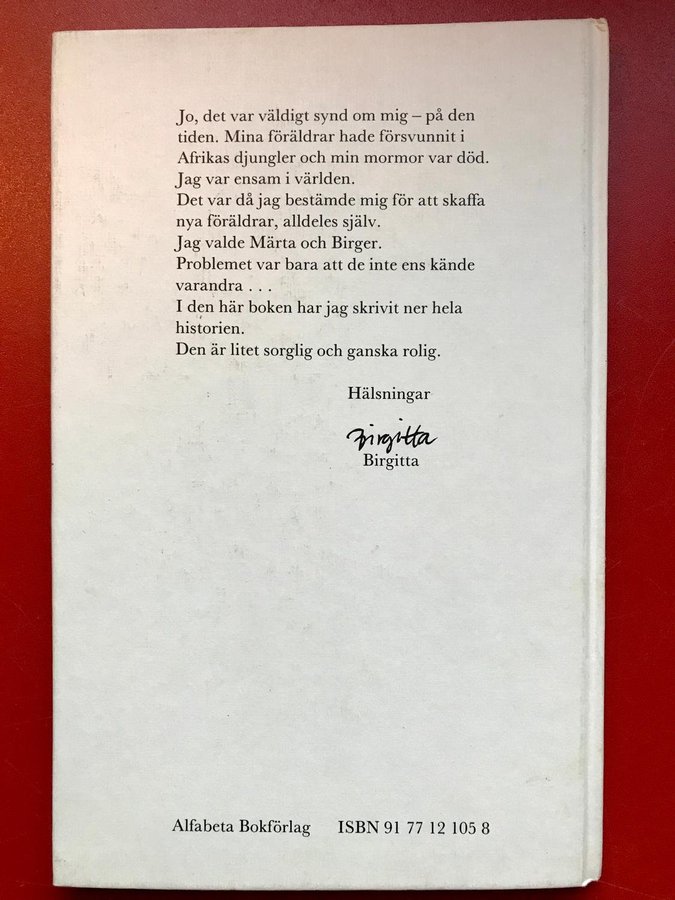 Jo, det var väldigt synd om mig – på den
tiden. Mina föräldrar hade försvunnit i
Afrikas djungler och min mormor var död.
Jag var ensam i världen.
Det var då jag bestämde mig för att skaffa
nya föräldrar, alldeles själv.
Jag valde Märta och Birger.
Problemet var bara att de inte ens kände
varandra . . .
I den här boken har jag skrivit ner hela
historien.
Den är litet sorglig och ganska rolig.
Hälsningar
Birgitta
Birgitta
Alfabeta Bokförlag ISBN 91 77 12 105 8